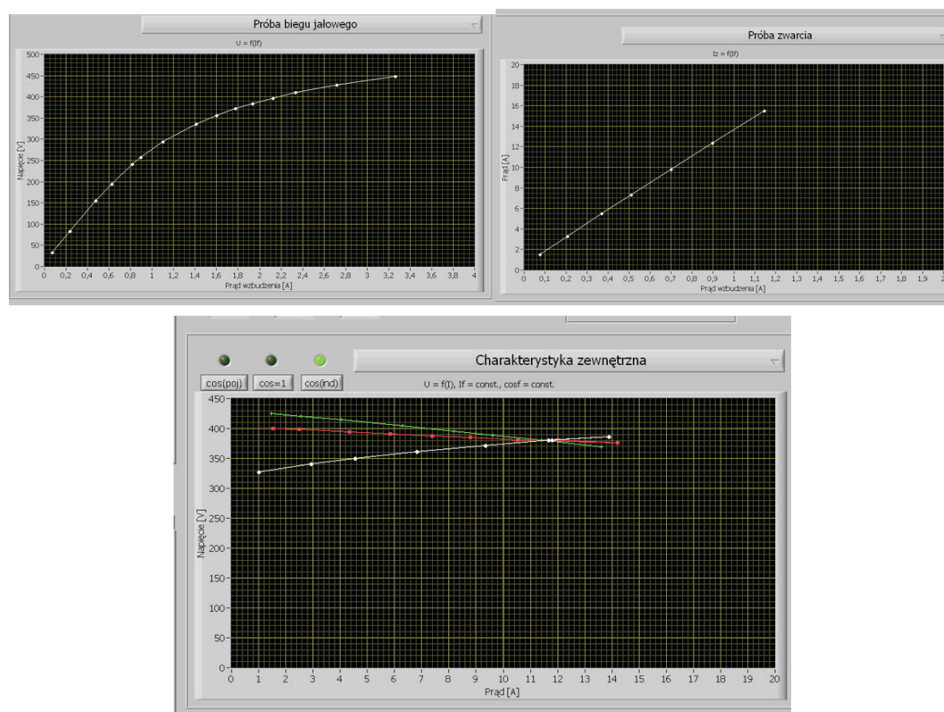 Próba biegu jałowego
U = f(If)
500
450
400
350
300
250
200
150
100
50
0
Napięcie [V]
0 0,2 0,4 0,6 0,8 1 1,2 1,4 1,6 1,8 2 2,2 2,4 2,6 2,8 3 3,2 3,4 3,6 3,8 4
Prąd wzbudzenia [A]
Próba zwarcia
Iz = f(If)
20
18
16
14
12
10
8
6
4
2
0
Prąd [A]
0 0,1 0,2 0,3 0,4 0,5 0,6 0,7 0,8 0,9 1 1,1 1,2 1,3 1,4 1,5 1,6 1,7 1,8 1,9
Prąd wzbudzenia [A]
Charakterystyka zewnętrzna
cos(poj) cos=1 cos(ind)
U = f(I), If = const., cosf = const.
450
400
350
300
250
200
150
100
50
0
Napięcie [V]
0 1 2 3 4 5 6 7 8 9 10 11 12 13 14 15 16 17 18 19 20
Prąd [A]